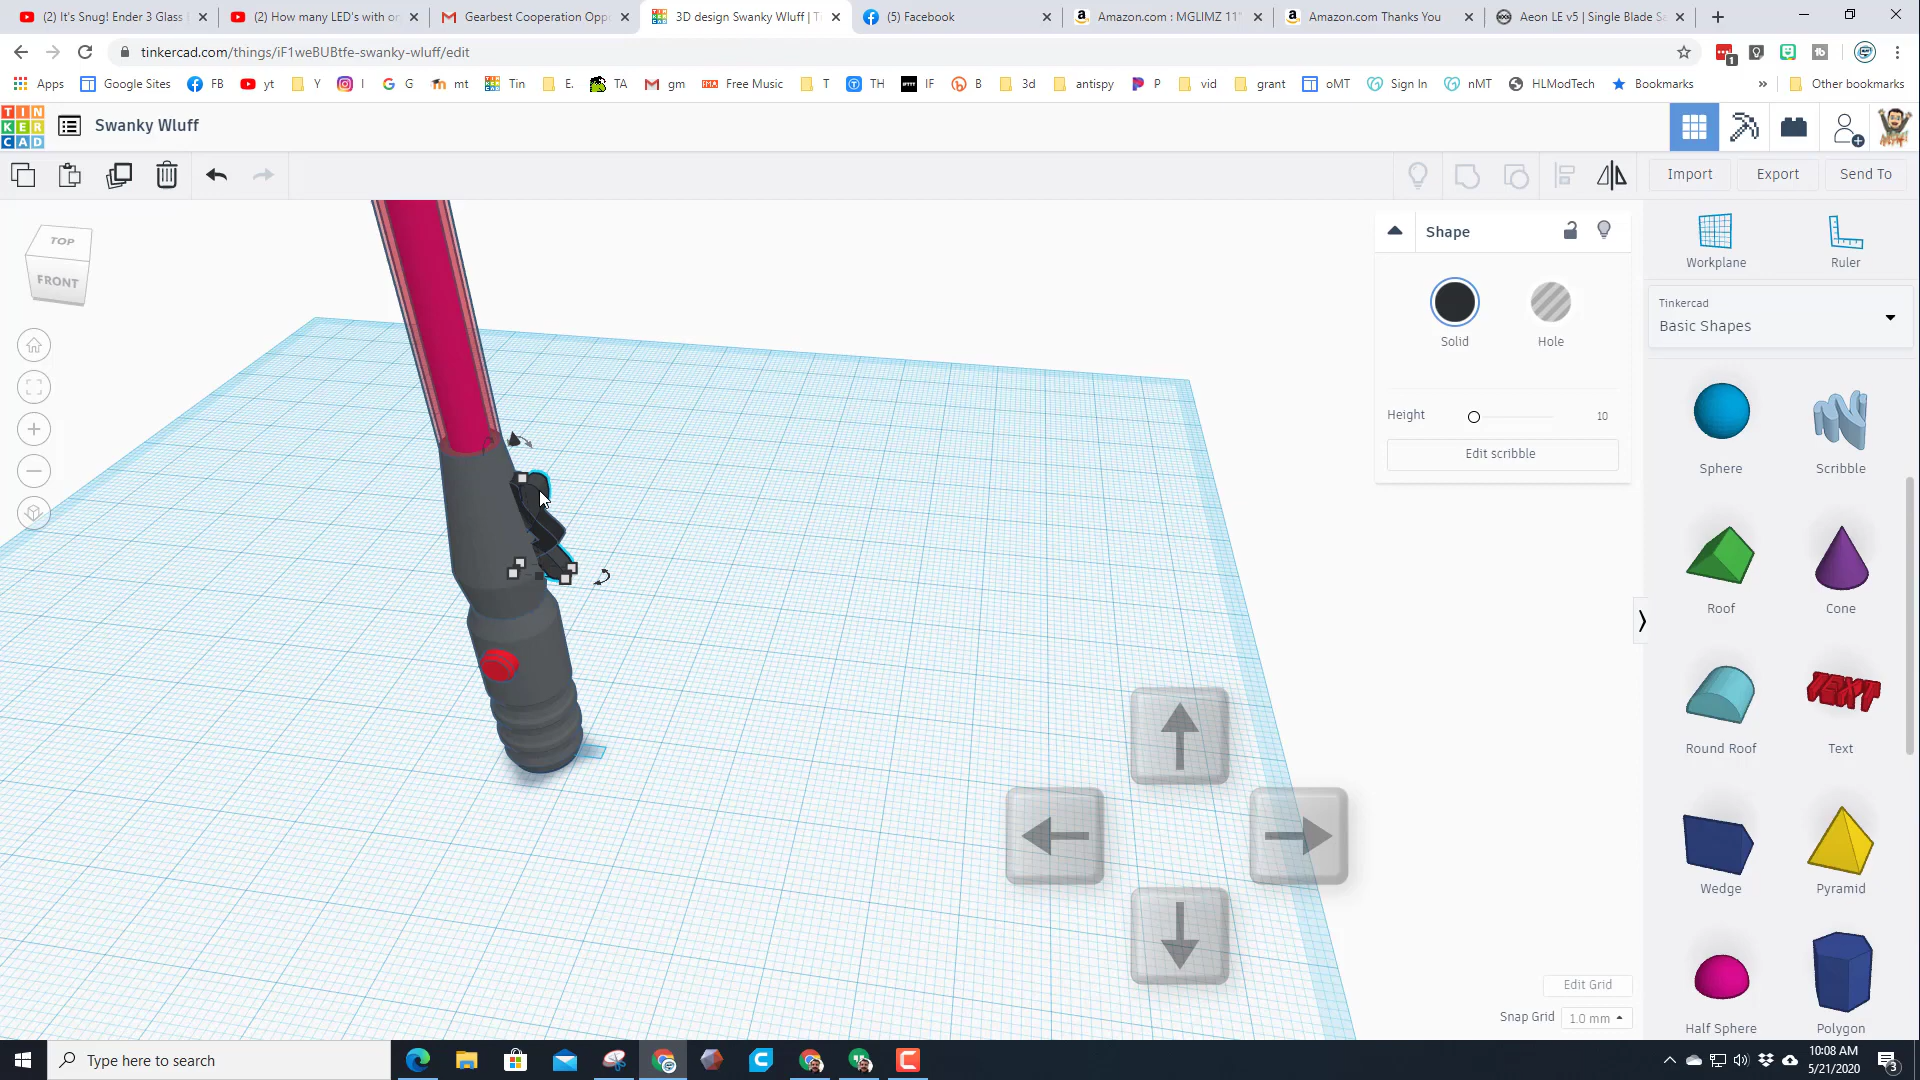 (2) It's Snug! Ender 3 Glass
(2) How many LED's with on
Gearbest Cooperation Opp
3D design Swanky Wluff | Ti
(5) Facebook
Amazon.com : MGLIMZ 11"
Amazon.com Thanks You
Aeon LE v5 | Single Blade Sa
tinkercad.com/things/iF1weBUBtfe-swanky-wluff/edit
1
Apps
Google Sites
FB
yt
Y
I
G
mt
Tin
E.
TA
gm
Free Music
T
TH
IF
B
3d
antispy
P
vid
grant
oMT
Sign In
nMT
HLModTech
Bookmarks
»
Other bookmarks
TIN
KER
CAD
Swanky Wluff
Import
Export
Send To
TOP
FRONT
Shape
Solid
Hole
Height
10
Edit scribble
Workplane
Ruler
Tinkercad
Basic Shapes
Sphere
Scribble
Roof
Cone
Round Roof
TEXT
Text
Wedge
Pyramid
Half Sphere
Polygon
Edit Grid
Snap Grid
1.0 mm
Type here to search
10:08 AM
5/21/2020
3